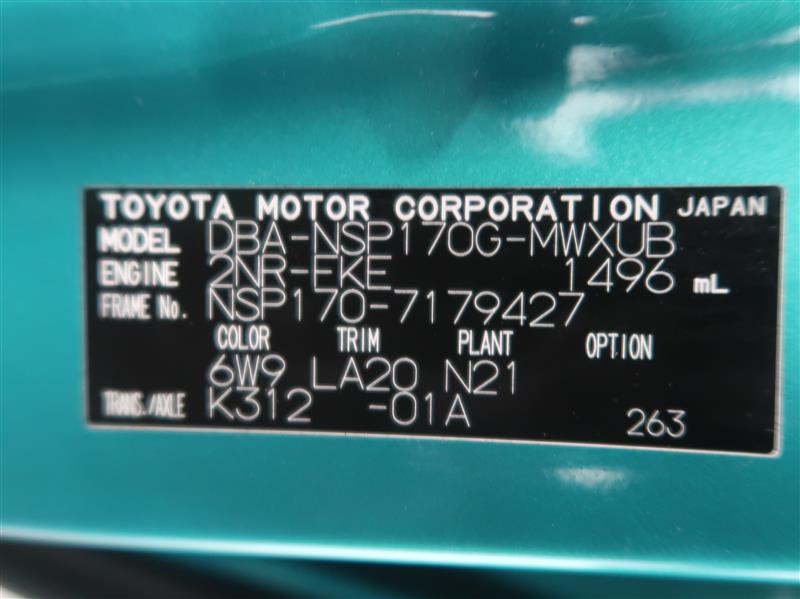 TOYOTA MOTOR CORPORATION JAPAN
MODEL DBA-NSP170G-MWXUB
ENGINE 2NR-FKE 1496 mL
FRAME No. NSP170-7179427
COLOR TRIM PLANT OPTION
6W9 LA20 N21
TRANS./AXLE K312 -01A 263